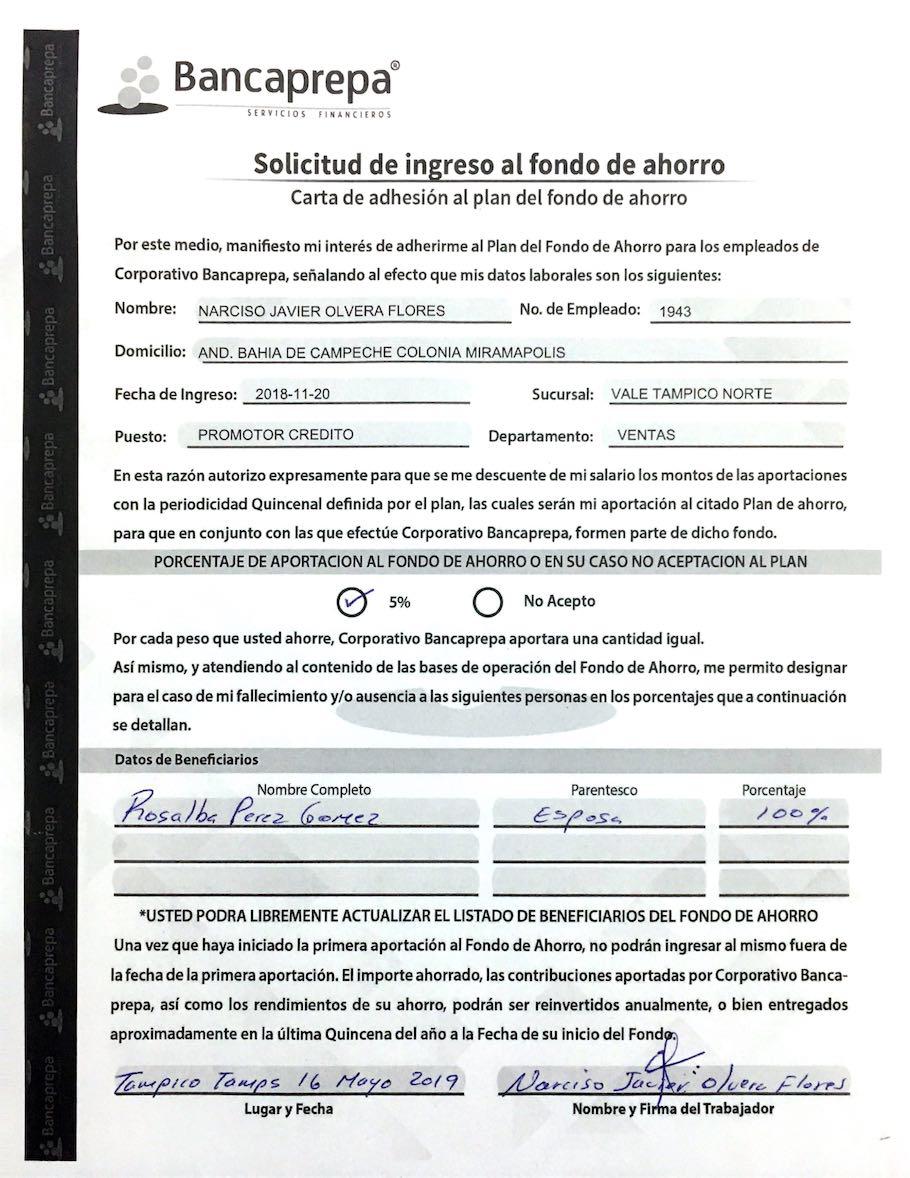 Bancaprepa®
SERVICIOS FINANCIEROS
Solicitud de ingreso al fondo de ahorro
Carta de adhesión al plan del fondo de ahorro
Por este medio, manifiesto mi interés de adherirme al Plan del Fondo de Ahorro para los empleados de
Corporativo Bancaprepa, señalando al efecto que mis datos laborales son los siguientes:
Nombre: NARCISO JAVIER OLVERA FLORES No. de Empleado: 1943
Domicilio: AND. BAHIA DE CAMPECHE COLONIA MIRAMAPOLIS
Fecha de Ingreso: 2018-11-20 Sucursal: VALE TAMPICO NORTE
Puesto: PROMOTOR CREDITO Departamento: VENTAS
En esta razón autorizo expresamente para que se me descuente de mi salario los montos de las aportaciones
con la periodicidad Quincenal definida por el plan, las cuales serán mi aportación al citado Plan de ahorro,
para que en conjunto con las que efectúe Corporativo Bancaprepa, formen parte de dicho fondo.
PORCENTAJE DE APORTACION AL FONDO DE AHORRO O EN SU CASO NO ACEPTACION AL PLAN
5% No Acepto
Por cada peso que usted ahorre, Corporativo Bancaprepa aportara una cantidad igual.
Así mismo, y atendiendo al contenido de las bases de operación del Fondo de Ahorro, me permito designar
para el caso de mi fallecimiento y/o ausencia a las siguientes personas en los porcentajes que a continuación
se detallan.
Datos de Beneficiarios
Nombre Completo Parentesco Porcentaje
Rosalba Perez Gomez Esposa 100%
*USTED PODRA LIBREMENTE ACTUALIZAR EL LISTADO DE BENEFICIARIOS DEL FONDO DE AHORRO
Una vez que haya iniciado la primera aportación al Fondo de Ahorro, no podrán ingresar al mismo fuera de
la fecha de la primera aportación. El importe ahorrado, las contribuciones aportadas por Corporativo Banca-
prepa, así como los rendimientos de su ahorro, podrán ser reinvertidos anualmente, o bien entregados
aproximadamente en la última Quincena del año a la Fecha de su inicio del Fondo.
Tampico Tamps 16 Mayo 2019 Narciso Javier Olvera Flores
Lugar y Fecha Nombre y Firma del Trabajador
Bancaprepa
Bancaprepa
Bancaprepa
Bancaprepa
Bancaprepa
Bancaprepa
Bancaprepa
Bancaprepa
Bancaprepa